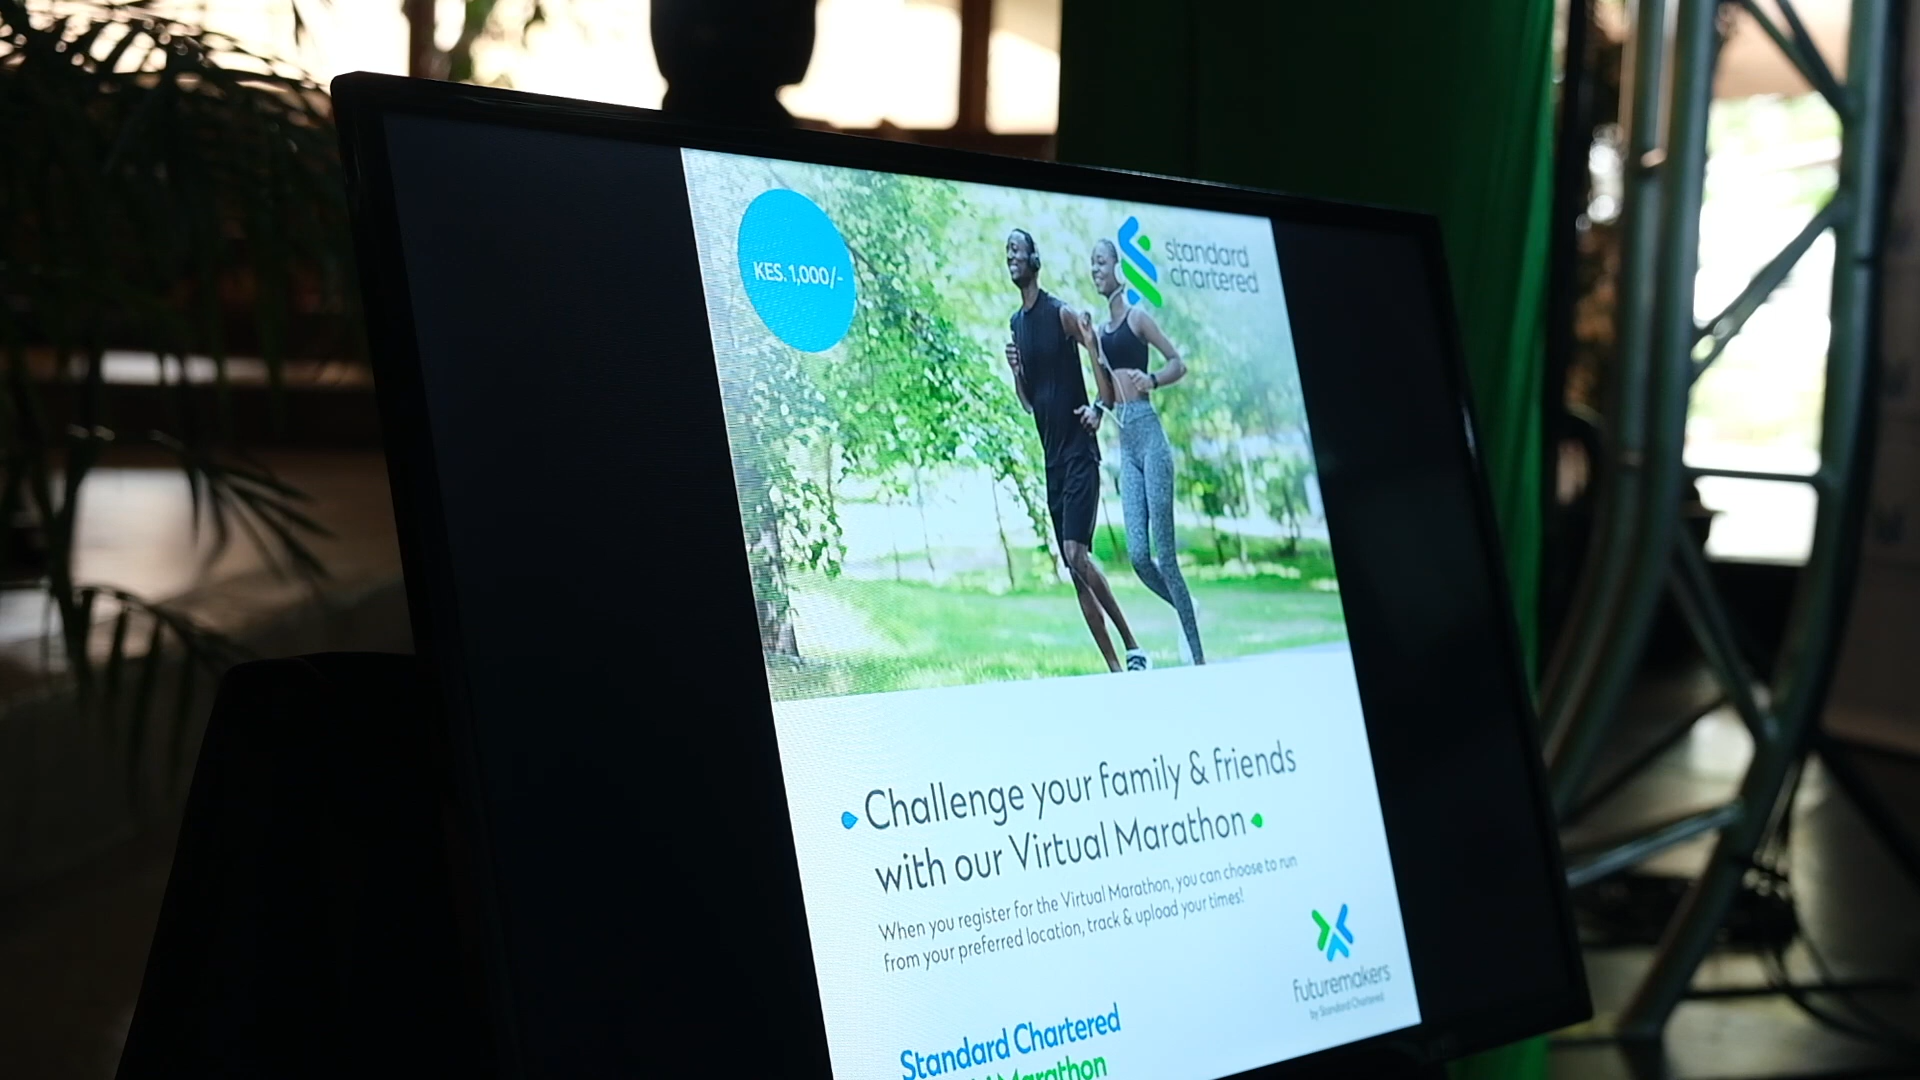 KES. 1,000/-
standard
chartered
Challenge your family & friends
with our Virtual Marathon
When you register for the Virtual Marathon, you can choose to run
from your preferred location, track & upload your times!
futuremakers
by Standard Chartered
Standard Chartered
Marathon